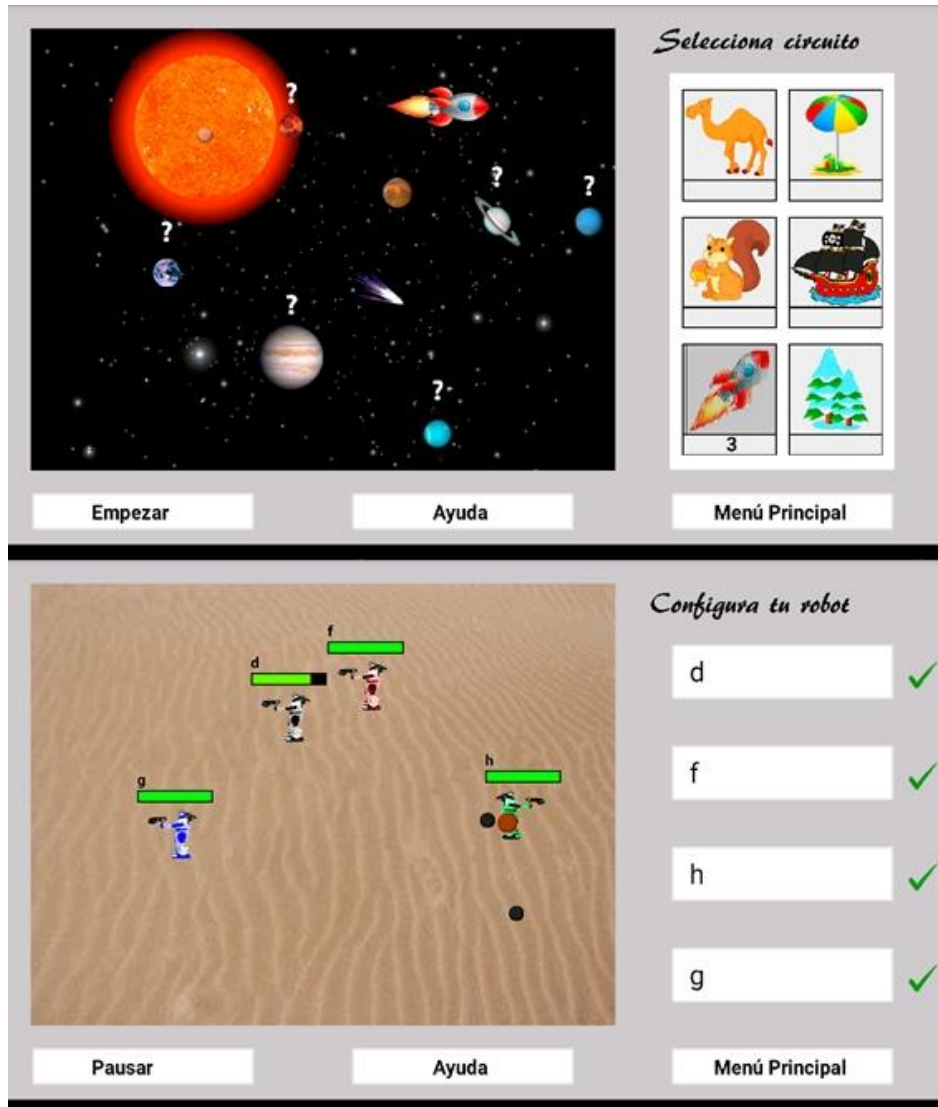 Selecciona circuito
?
?
?
?
?
?
3
Empezar
Ayuda
Menú Principal
Configura tu robot
f
d
d
f
h
g
h
g
Pausar
Ayuda
Menú Principal